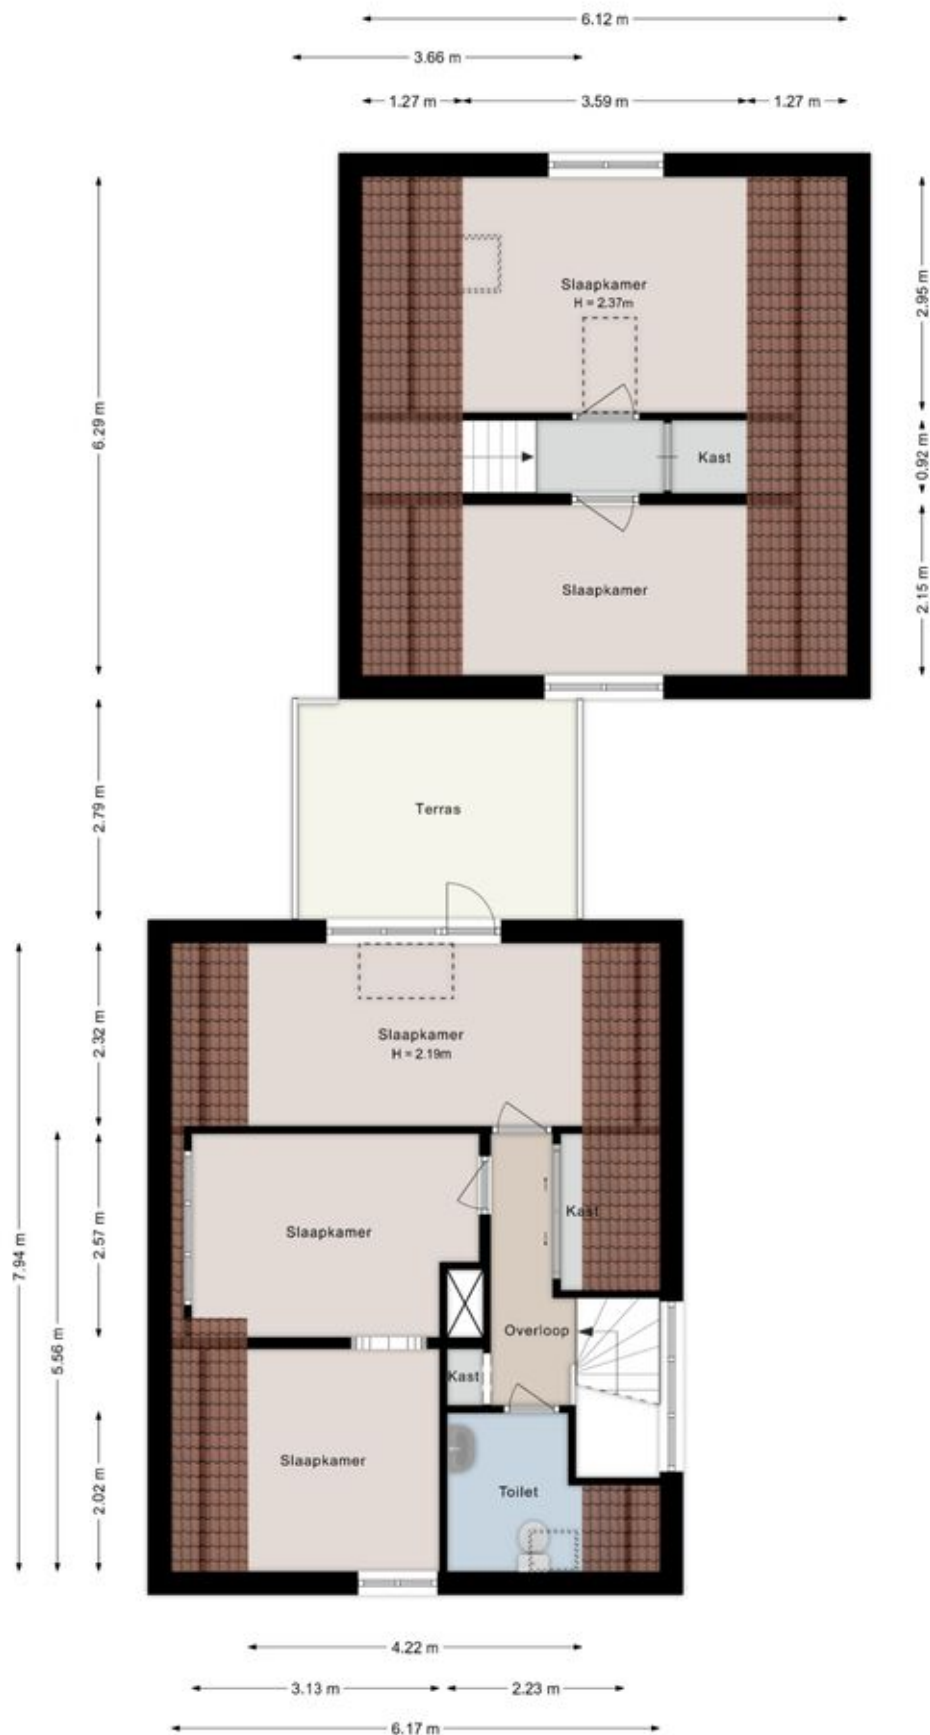 6.12 m
3.66 m
1.27 m
3.59 m
1.27 m
Slaapkamer
H = 2.37m
2.95 m
6.29 m
Kast
0.92 m
Slaapkamer
2.15 m
2.79 m
Terras
Slaapkamer
H = 2.19m
2.32 m
7.94 m
2.57 m
Slaapkamer
Kast
Overloop
5.56 m
Kast
Slaapkamer
2.02 m
Toilet
4.22 m
3.13 m
2.23 m
6.17 m